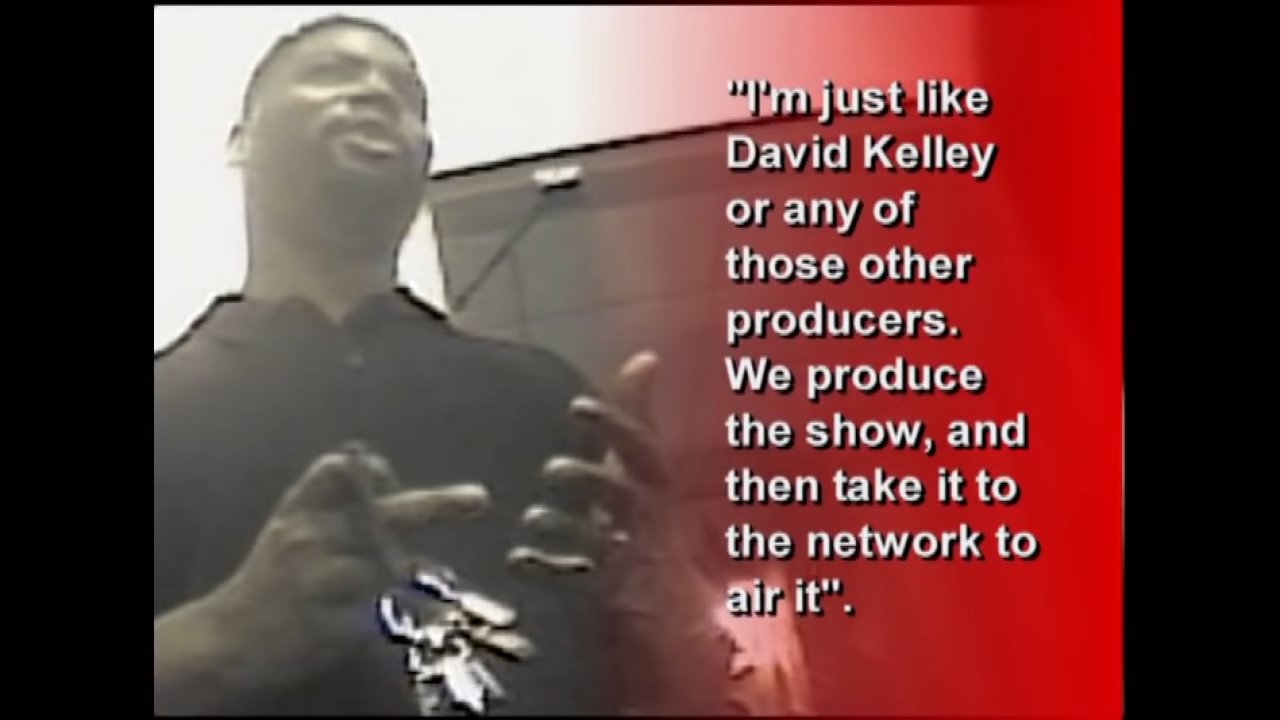 "I'm just like
David Kelley
or any of
those other
producers.
We produce
the show, and
then take it to
the network to
air it".